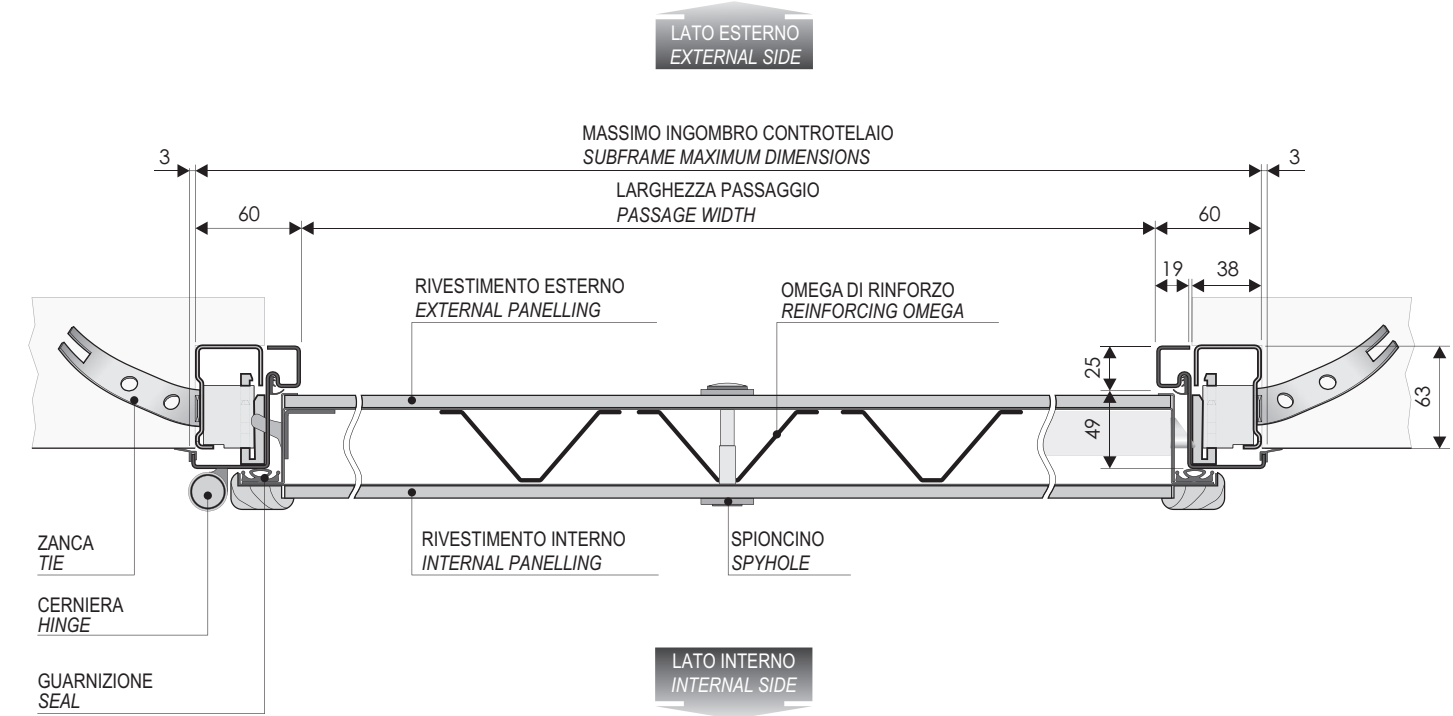 LATO ESTERNO
EXTERNAL SIDE
MASSIMO INGOMBRO CONTROTELAIO
SUBFRAME MAXIMUM DIMENSIONS
3
3
LARGHEZZA PASSAGGIO
PASSAGE WIDTH
60
60
19
38
RIVESTIMENTO ESTERNO
EXTERNAL PANELLING
OMEGA DI RINFORZO
REINFORCING OMEGA
25
63
49
RIVESTIMENTO INTERNO
INTERNAL PANELLING
SPIONCINO
SPYHOLE
ZANCA
TIE
CERNIERA
HINGE
GUARNIZIONE
SEAL
LATO INTERNO
INTERNAL SIDE